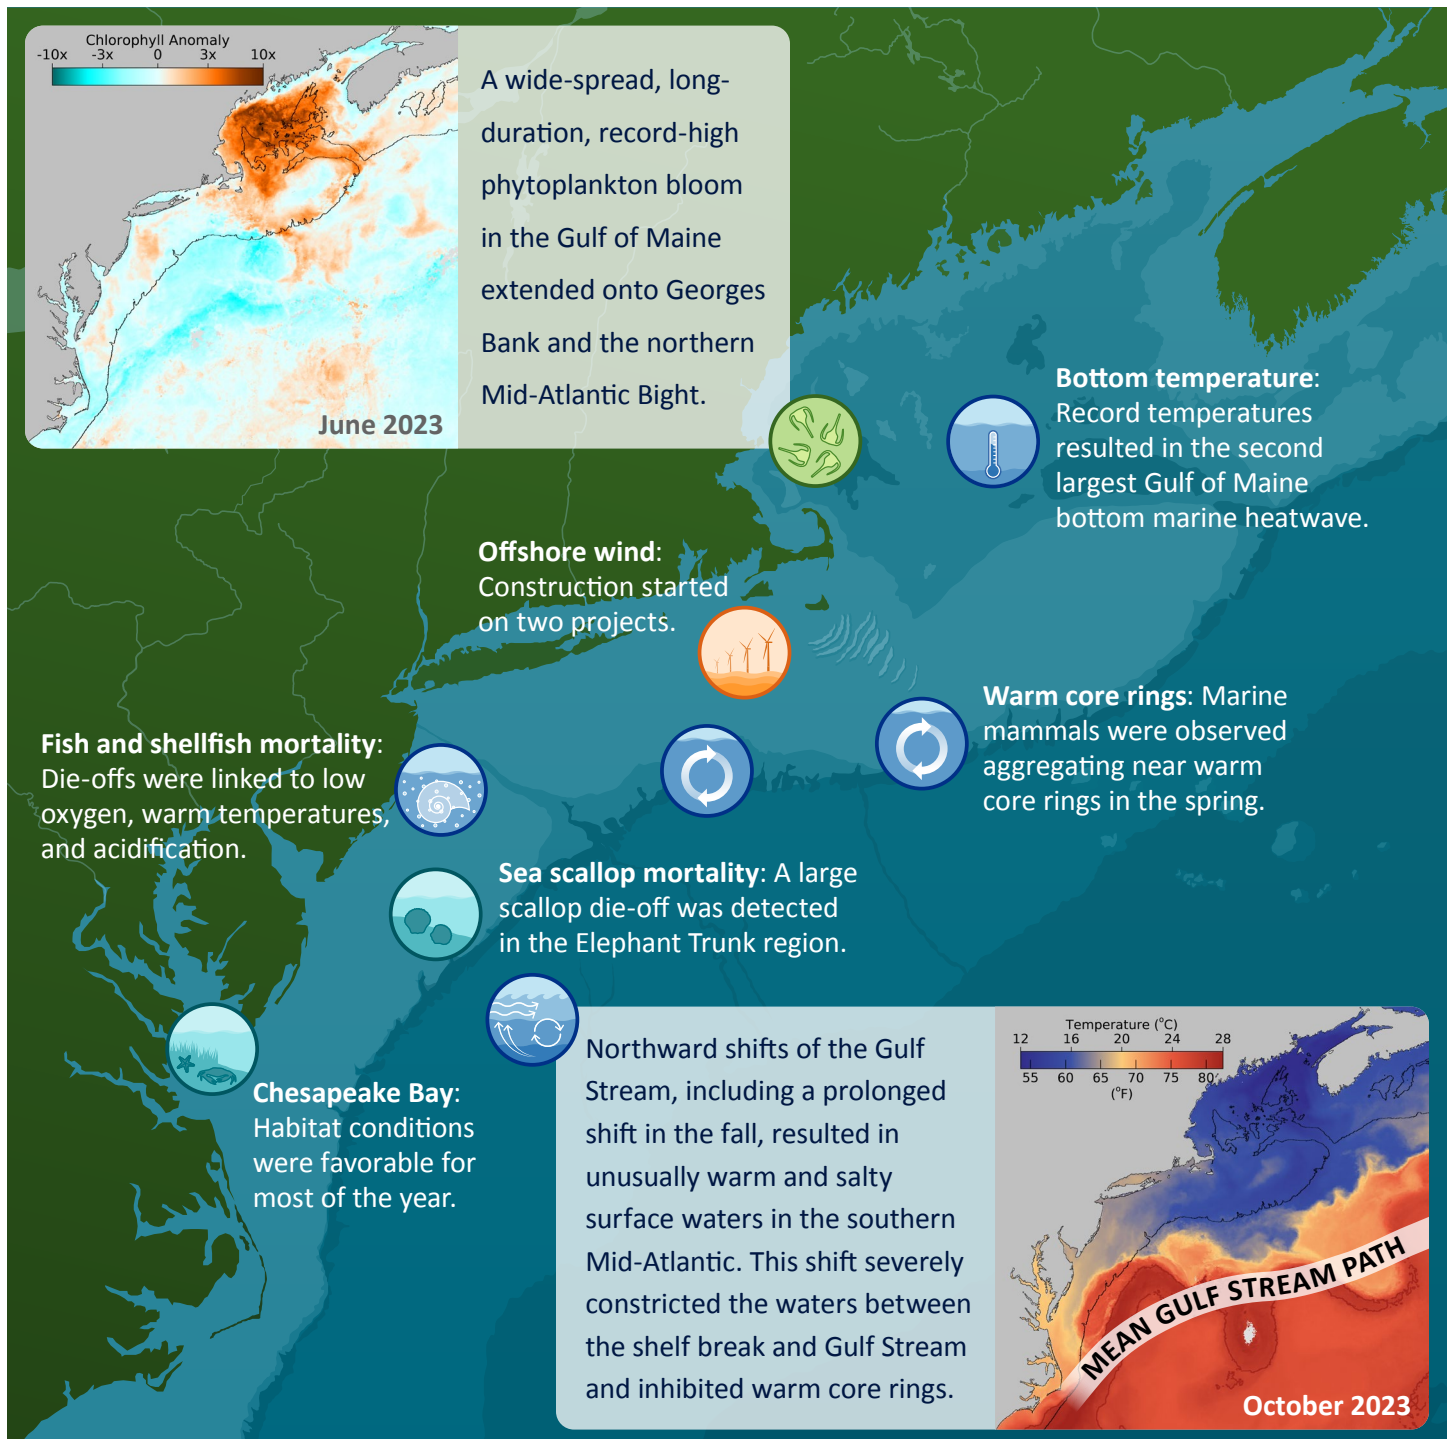 Chlorophyll Anomaly
-10x -3x 0 3x 10x
June 2023
A wide-spread, long-
duration, record-high
phytoplankton bloom
in the Gulf of Maine
extended onto Georges
Bank and the northern
Mid-Atlantic Bight.
Bottom temperature:
Record temperatures
resulted in the second
largest Gulf of Maine
bottom marine heatwave.
Offshore wind:
Construction started
on two projects.
Warm core rings: Marine
mammals were observed
aggregating near warm
core rings in the spring.
Fish and shellfish mortality:
Die-offs were linked to low
oxygen, warm temperatures,
and acidification.
Sea scallop mortality: A large
scallop die-off was detected
in the Elephant Trunk region.
Chesapeake Bay:
Habitat conditions
were favorable for
most of the year.
Northward shifts of the Gulf
Stream, including a prolonged
shift in the fall, resulted in
unusually warm and salty
surface waters in the southern
Mid-Atlantic. This shift severely
constricted the waters between
the shelf break and Gulf Stream
and inhibited warm core rings.
Temperature (°C)
12 16 20 24 28
55 60 65 70 75 80
(°F)
MEAN GULF STREAM PATH
October 2023